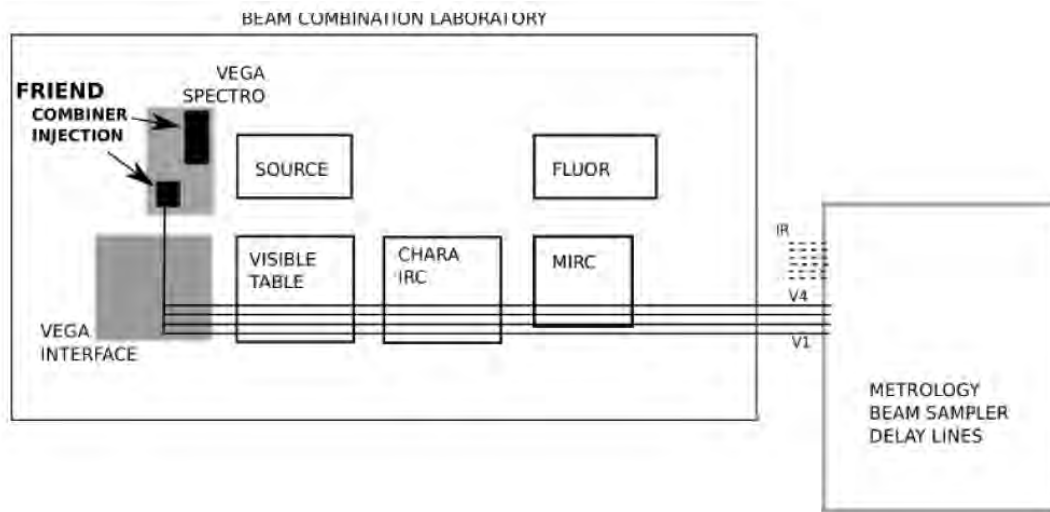 BEAM COMBINATION LABORATORY
VEGA
SPECTRO
FRIEND
COMBINER
INJECTION
SOURCE
FLUOR
VISIBLE
TABLE
CHARA
IRC
MIRC
IR
V4
V1
VEGA
INTERFACE
METROLOGY
BEAM SAMPLER
DELAY LINES